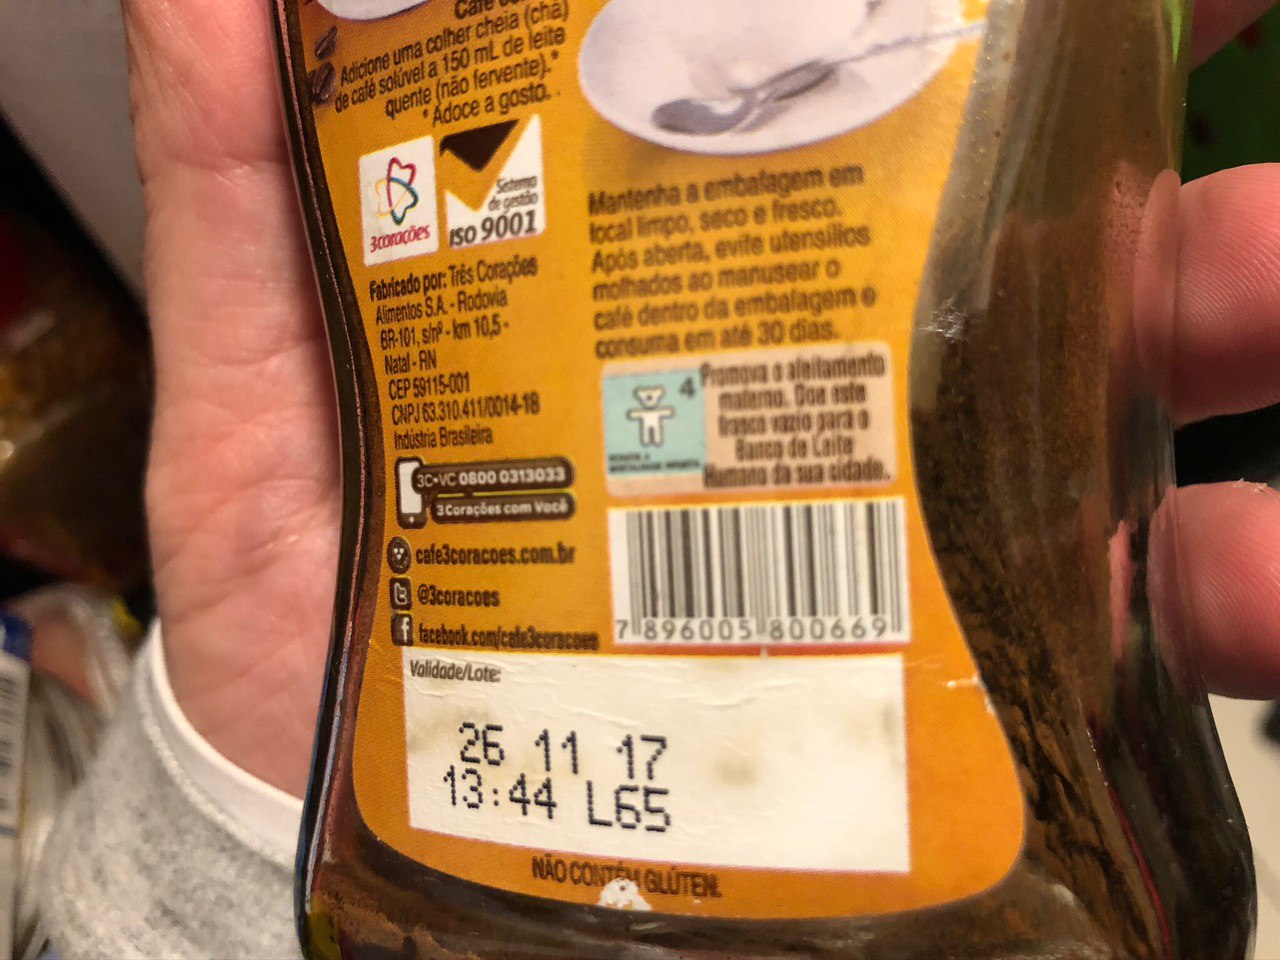 Café
Adicione uma colher cheia (chá)
de café solúvel a 150 mL de leite
quente (não fervente).*
* Adoce a gosto.
3corações
Sistema
de gestão
ISO 9001
Fabricado por: Três Corações
Alimentos S.A. - Rodovia
BR-101, s/nº - km 10,5 -
Natal - RN
CEP 59115-001
CNPJ 63.310.411/0014-18
Indústria Brasileira
3C•VC 0800 0313033
3 Corações com Você
cafe3coracoes.com.br
@3coracoes
facebook.com/cafe3coracoes
Mantenha a embalagem em
local limpo, seco e fresco.
Após aberta, evite utensílios
molhados ao manusear o
café dentro da embalagem e
consuma em até 30 dias.
4
Promova o aleitamento
materno. Doe este
frasco vazio para o
Banco de Leite
Humano da sua cidade.
7 896005 800669
Validade/Lote:
26 11 17
13:44 L65
NÃO CONTÉM GLÚTEN.